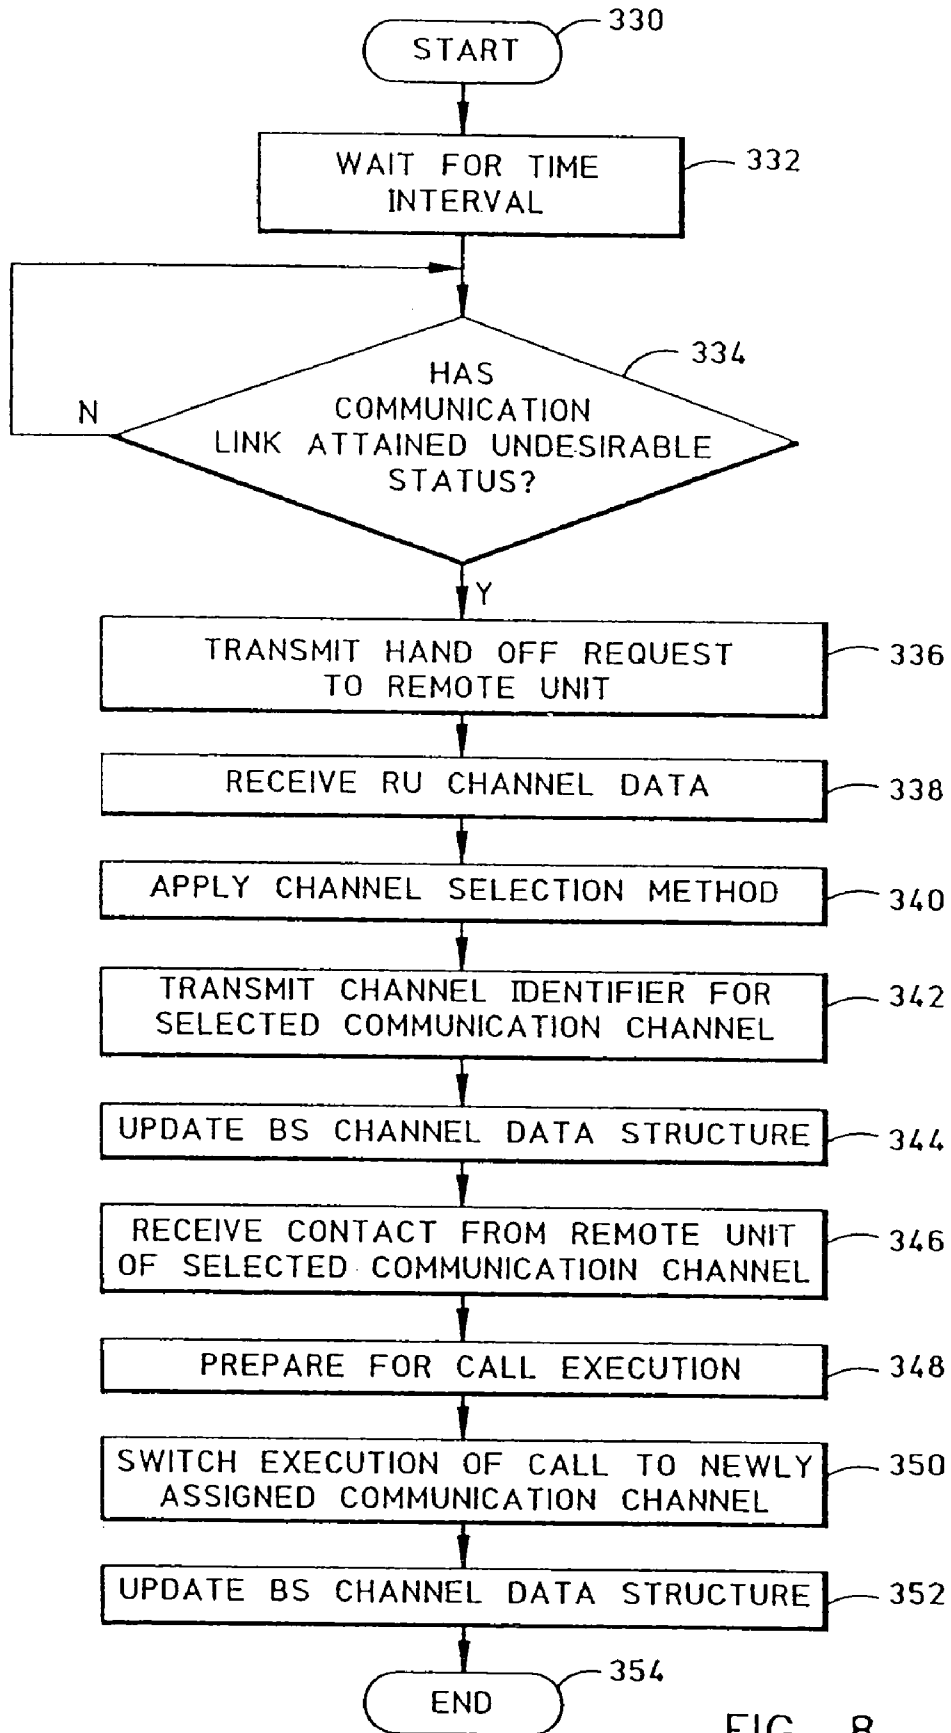 START
330
WAIT FOR TIME
INTERVAL
332
HAS
COMMUNICATION
LINK ATTAINED UNDESIRABLE
STATUS?
334
N
Y
TRANSMIT HAND OFF REQUEST
TO REMOTE UNIT
336
RECEIVE RU CHANNEL DATA
338
APPLY CHANNEL SELECTION METHOD
340
TRANSMIT CHANNEL IDENTIFIER FOR
SELECTED COMMUNICATION CHANNEL
342
UPDATE BS CHANNEL DATA STRUCTURE
344
RECEIVE CONTACT FROM REMOTE UNIT
OF SELECTED COMMUNICATIOIN CHANNEL
346
PREPARE FOR CALL EXECUTION
348
SWITCH EXECUTION OF CALL TO NEWLY
ASSIGNED COMMUNICATION CHANNEL
350
UPDATE BS CHANNEL DATA STRUCTURE
352
END
354
FIG. 8